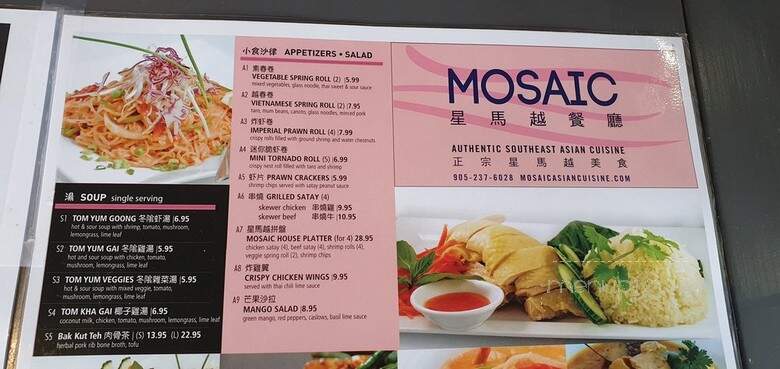 小食沙律 APPETIZERS • SALAD
A1 素春卷
VEGETABLE SPRING ROLL (2) |5.99
mixed vegetables, glass noodle, thai sweet & sour sauce
A2 越春卷
VIETNAMESE SPRING ROLL (2) |7.95
taro, mum beans, carrots, glass noodles, minced pork
A3 炸虾卷
IMPERIAL PRAWN ROLL (4) |7.99
crispy rolls filled with ground shrimp and water chestnuts
A4 迷你脆虾卷
MINI TORNADO ROLL (5) |6.99
crispy nest roll filled with taro and shrimp
A5 虾片 PRAWN CRACKERS |5.99
shrimp chips served with satay peanut sauce
A6 串燒 GRILLED SATAY (4)
skewer chicken 串燒雞 |9.95
skewer beef 串燒牛 |10.95
A7 星馬越拼盤
MOSAIC HOUSE PLATTER (for 4) 28.95
chicken satay (4), beef satay (4), shrimp rolls (4),
veggie spring roll (2), shrimp chips
A8 炸雞翼
CRISPY CHICKEN WINGS |9.95
served with thai chili lime sauce
A9 芒果沙拉
MANGO SALAD |8.95
green mango, red peppers, caslows, basil lime sauce
湯 SOUP single serving
S1 TOM YUM GOONG 冬陰虾湯 |6.95
hot & sour soup with shrimp, tomato, mushroom,
lemongrass, lime leaf
S2 TOM YUM GAI 冬陰雞湯 |5.95
hot and sour soup with chicken, tomato,
mushroom, lemongrass, lime leaf
S3 TOM YUM VEGGIES 冬陰雜菜湯 |5.95
hot & sour soup with mixed veggie, tomato,
mushroom, lemongrass, lime leaf
S4 TOM KHA GAI 椰子雞湯 |6.95
coconut milk, chicken, tomato, mushroom, lemongrass, lime leaf
S5 Bak Kut Teh 肉骨茶 | (S) 13.95 (L) 22.95
herbal pork rib bone broth, tofu
MOSAIC
星馬越餐廳
AUTHENTIC SOUTHEAST ASIAN CUISINE
正宗星馬越美食
905-237-6028 MOSAICASIANCUISINE.COM